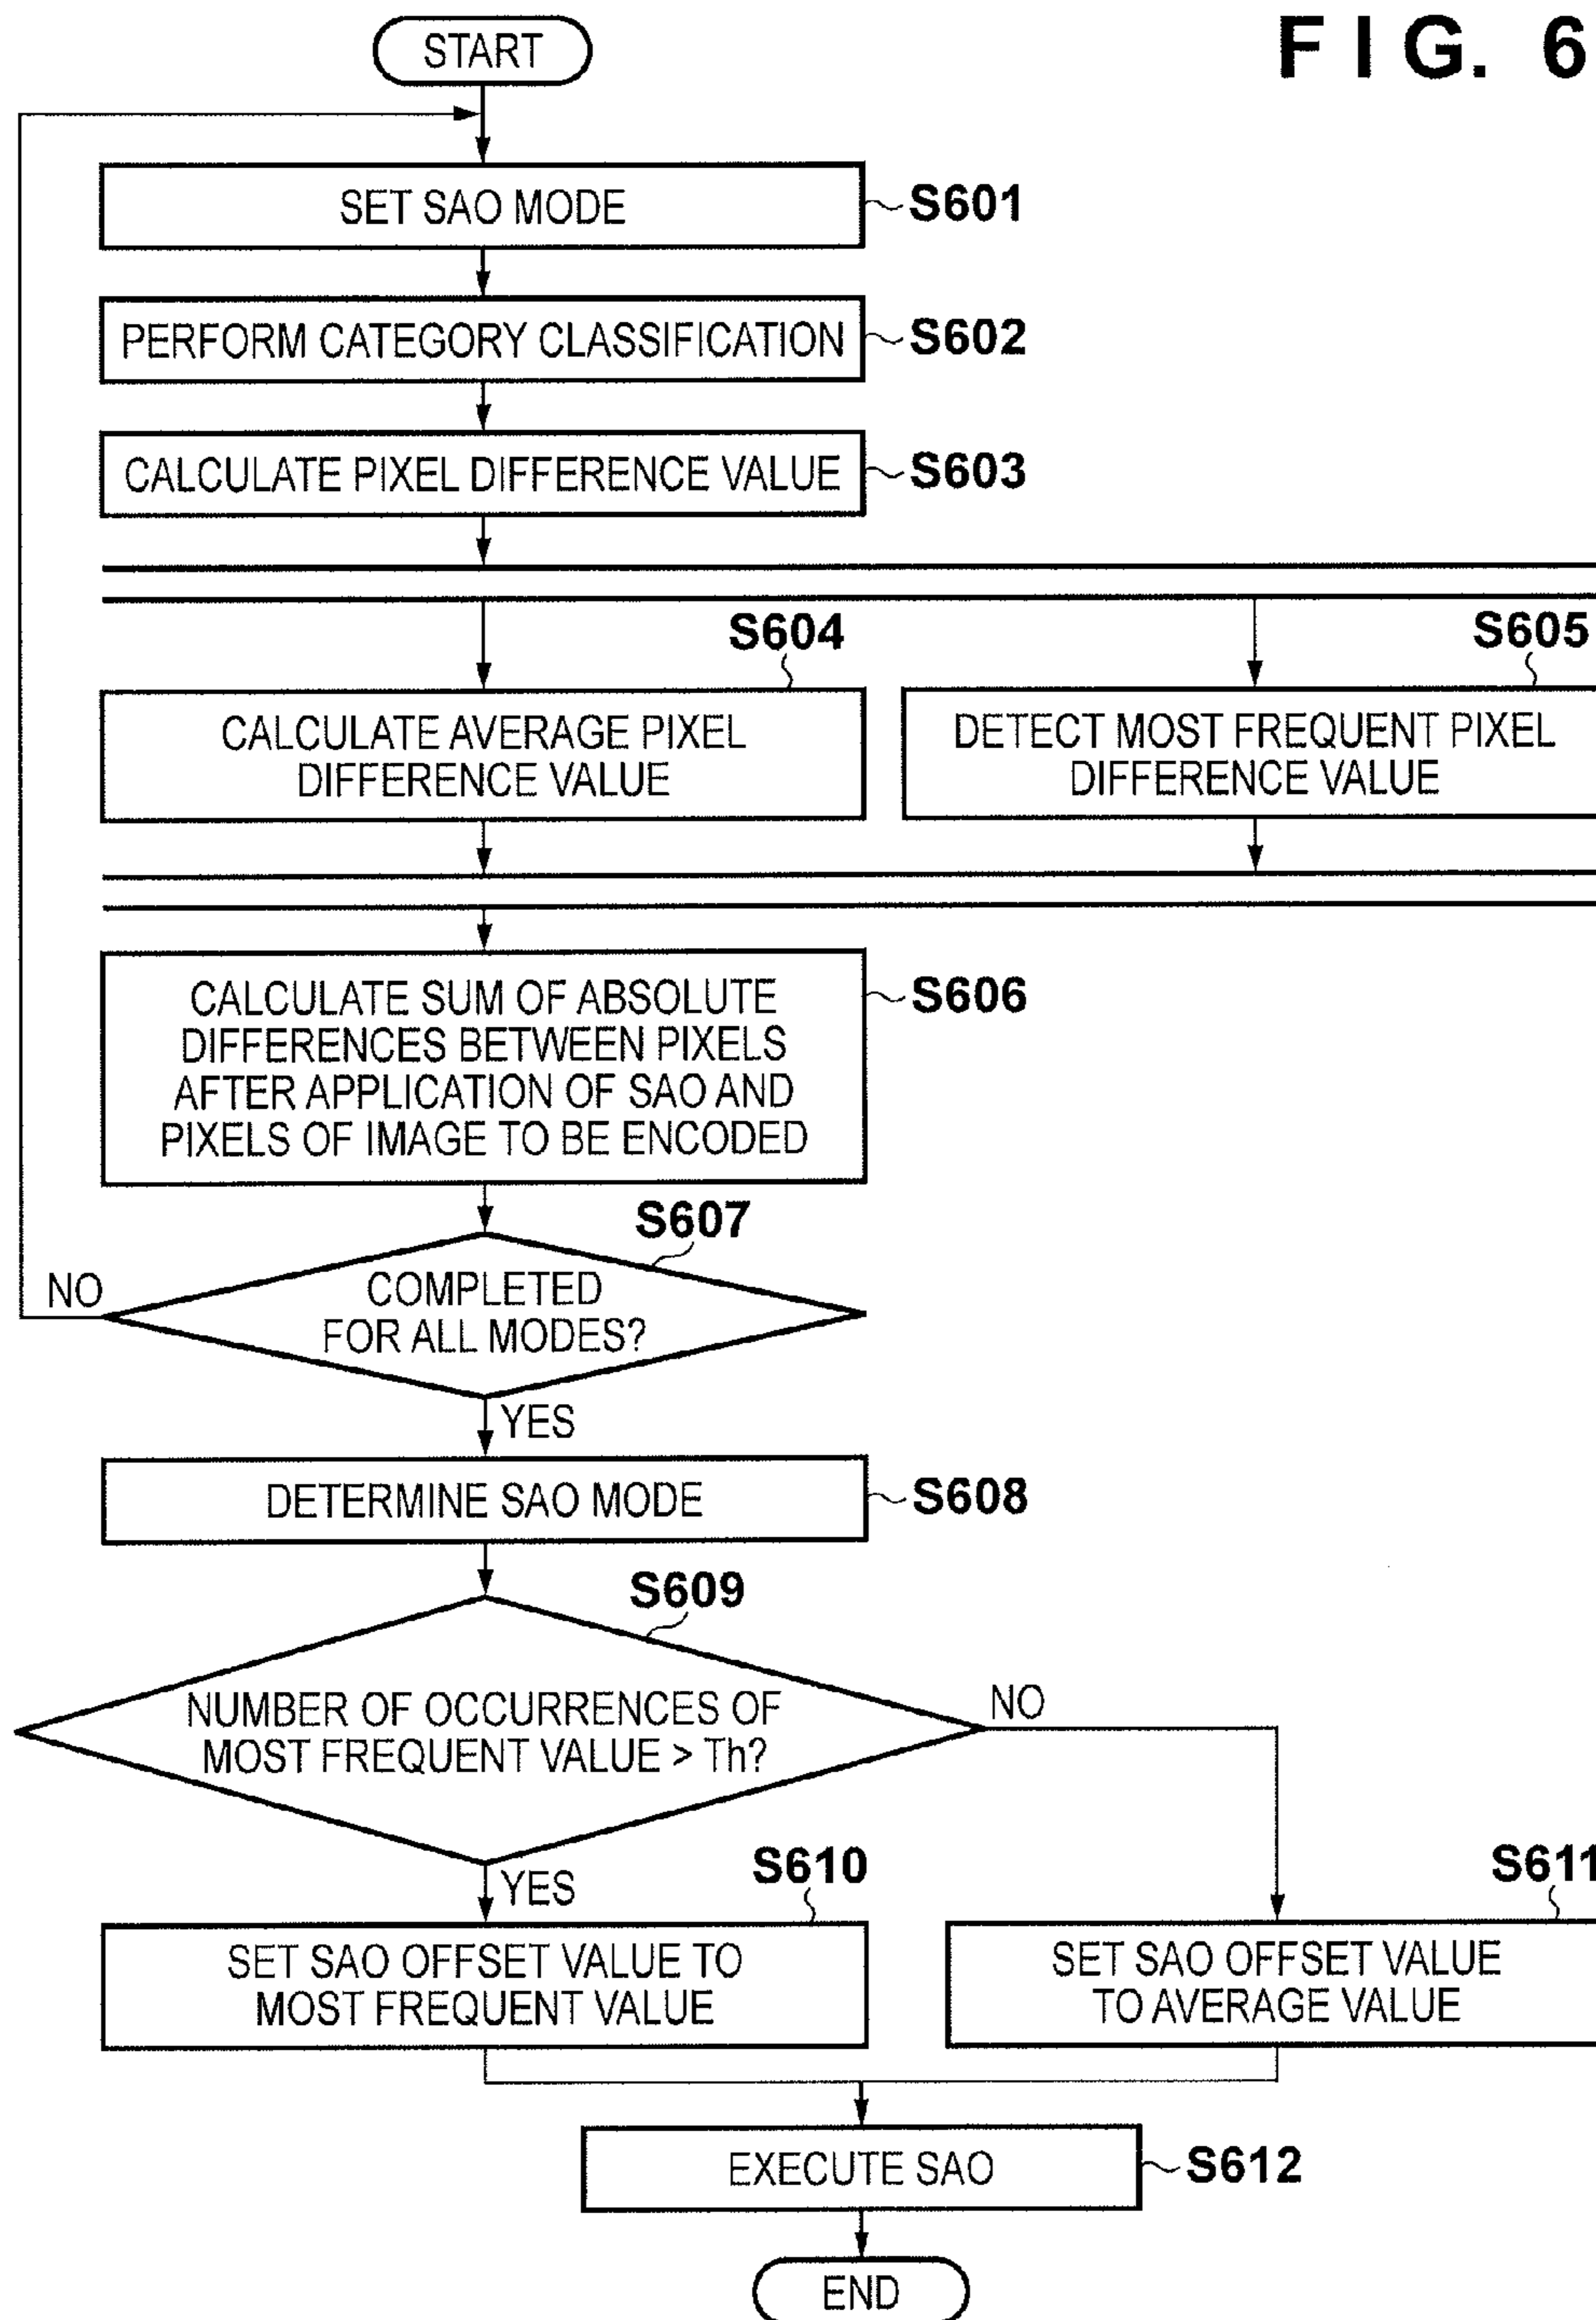 FIG. 6
START
SET SAO MODE
S601
PERFORM CATEGORY CLASSIFICATION
S602
CALCULATE PIXEL DIFFERENCE VALUE
S603
S604
CALCULATE AVERAGE PIXEL
DIFFERENCE VALUE
S605
DETECT MOST FREQUENT PIXEL
DIFFERENCE VALUE
CALCULATE SUM OF ABSOLUTE
DIFFERENCES BETWEEN PIXELS
AFTER APPLICATION OF SAO AND
PIXELS OF IMAGE TO BE ENCODED
S606
S607
COMPLETED
FOR ALL MODES?
NO
YES
DETERMINE SAO MODE
S608
S609
NUMBER OF OCCURRENCES OF
MOST FREQUENT VALUE > Th?
NO
YES
S610
SET SAO OFFSET VALUE TO
MOST FREQUENT VALUE
S611
SET SAO OFFSET VALUE
TO AVERAGE VALUE
EXECUTE SAO
S612
END